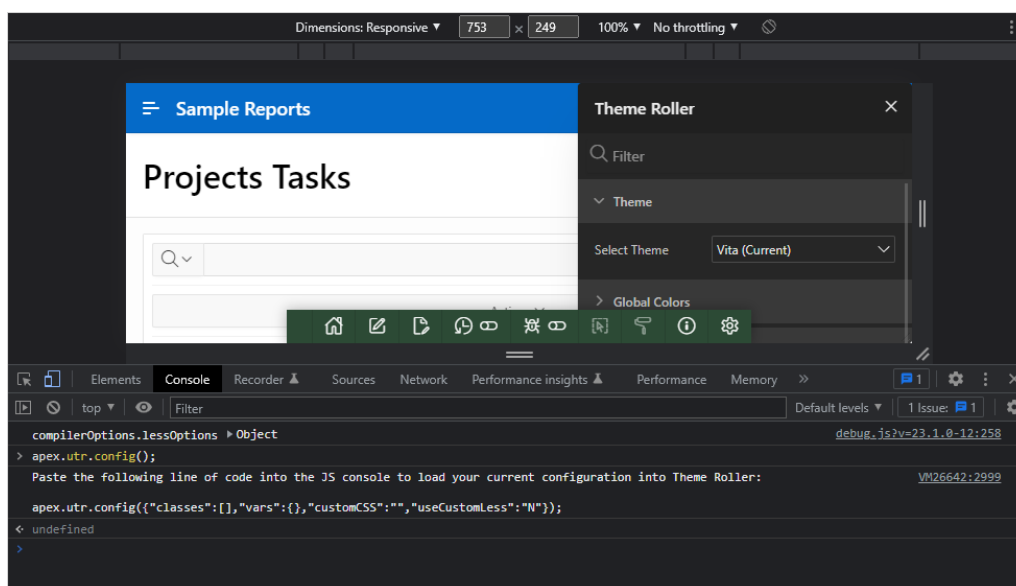 Dimensions: Responsive ▼ 753 × 249 100% ▼ No throttling ▼
Sample Reports
Projects Tasks
Theme Roller
Filter
Theme
Select Theme Vita (Current)
Global Colors
Elements Console Recorder Sources Network Performance insights Performance Memory » 1
top ▼ Filter Default levels ▼ 1 Issue: 1
compilerOptions.lessOptions ▶Object debug.js?v=23.1.0-12:258
> apex.utr.config();
Paste the following line of code into the JS console to load your current configuration into Theme Roller: VM26642:2999
apex.utr.config({"classes":[],"vars":{},"customCSS":"","useCustomLess":"N"});
undefined